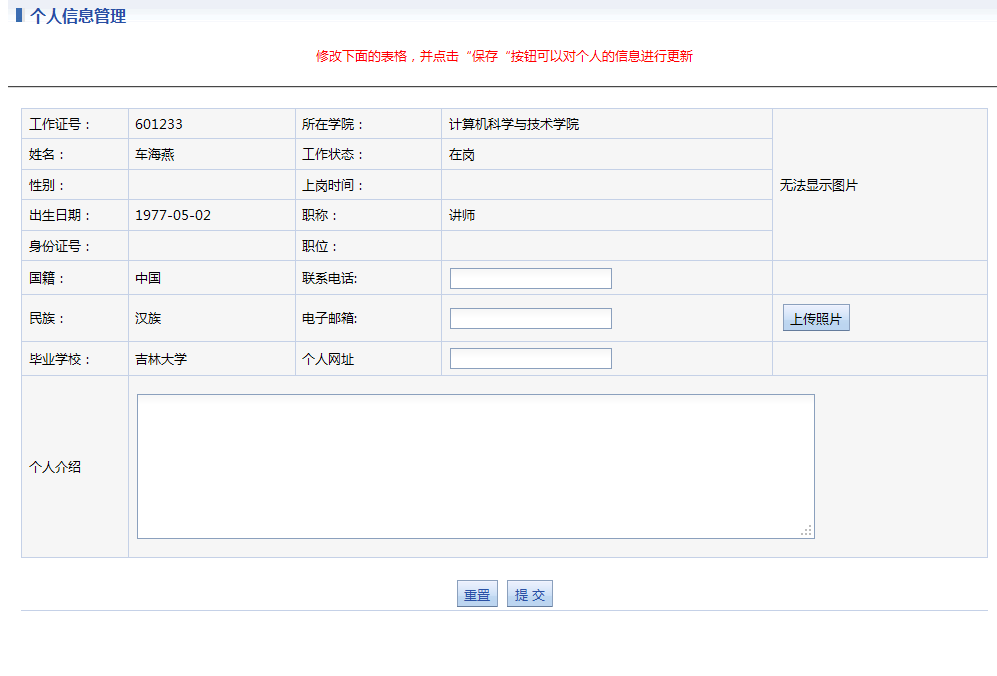 个人信息管理
修改下面的表格，并点击“保存“按钮可以对个人的信息进行更新
工作证号： 601233 所在学院： 计算机科学与技术学院
姓名： 车海燕 工作状态： 在岗
性别： 上岗时间： 无法显示图片
出生日期： 1977-05-02 职称： 讲师
身份证号： 职位：
国籍： 中国 联系电话:
民族： 汉族 电子邮箱: 上传照片
毕业学校： 吉林大学 个人网址
个人介绍
重置 提 交